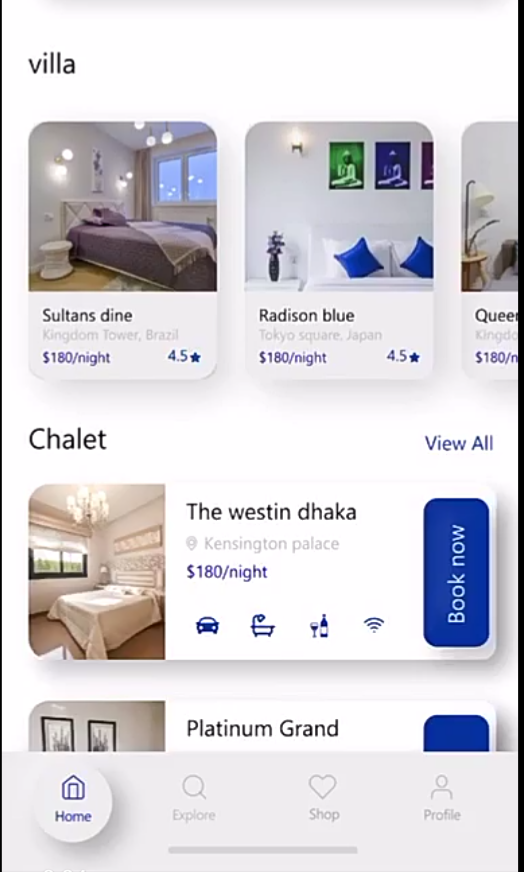 villa
Sultans dine
Kingdom Tower, Brazil
$180/night 4.5
Radison blue
Tokyo square, Japan
$180/night 4.5
Queen
Kingdo
$180/n
Chalet
View All
The westin dhaka
Kensington palace
$180/night
Book now
Platinum Grand
Home
Explore
Shop
Profile